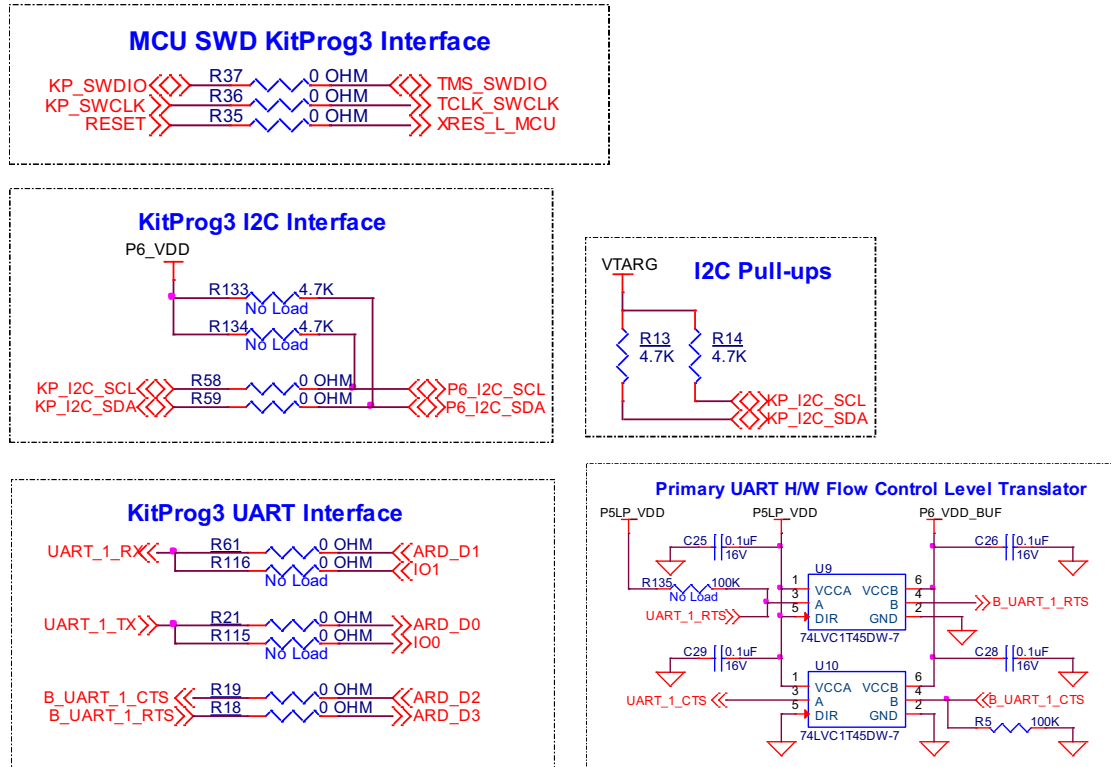 MCU SWD KitProg3 Interface
KP_SWDIO R37 0 OHM TMS_SWDIO
KP_SWCLK R36 0 OHM TCLK_SWCLK
RESET R35 0 OHM XRES_L_MCU
KitProg3 I2C Interface
P6_VDD
R133 4.7K
No Load
R134 4.7K
No Load
KP_I2C_SCL R58 0 OHM P6_I2C_SCL
KP_I2C_SDA R59 0 OHM P6_I2C_SDA
VTARG
I2C Pull-ups
R13 R14
4.7K 4.7K
KP_I2C_SCL
KP_I2C_SDA
KitProg3 UART Interface
UART_1_RX R61 0 OHM ARD_D1
R116 0 OHM IO1
No Load
UART_1_TX R21 0 OHM ARD_D0
R115 0 OHM IO0
No Load
B_UART_1_CTS R19 0 OHM ARD_D2
B_UART_1_RTS R18 0 OHM ARD_D3
Primary UART H/W Flow Control Level Translator
P5LP_VDD P5LP_VDD P6_VDD_BUF
C25 0.1uF C26 0.1uF
16V 16V
U9
R135 100K
No Load
1 VCCA VCCB 6
3 A B 4
5 DIR GND 2
UART_1_RTS B_UART_1_RTS
74LVC1T45DW-7
C29 0.1uF C28 0.1uF
16V 16V
U10
1 VCCA VCCB 6
UART_1_CTS 3 A B 4 B_UART_1_CTS
5 DIR GND 2
R5 100K
74LVC1T45DW-7